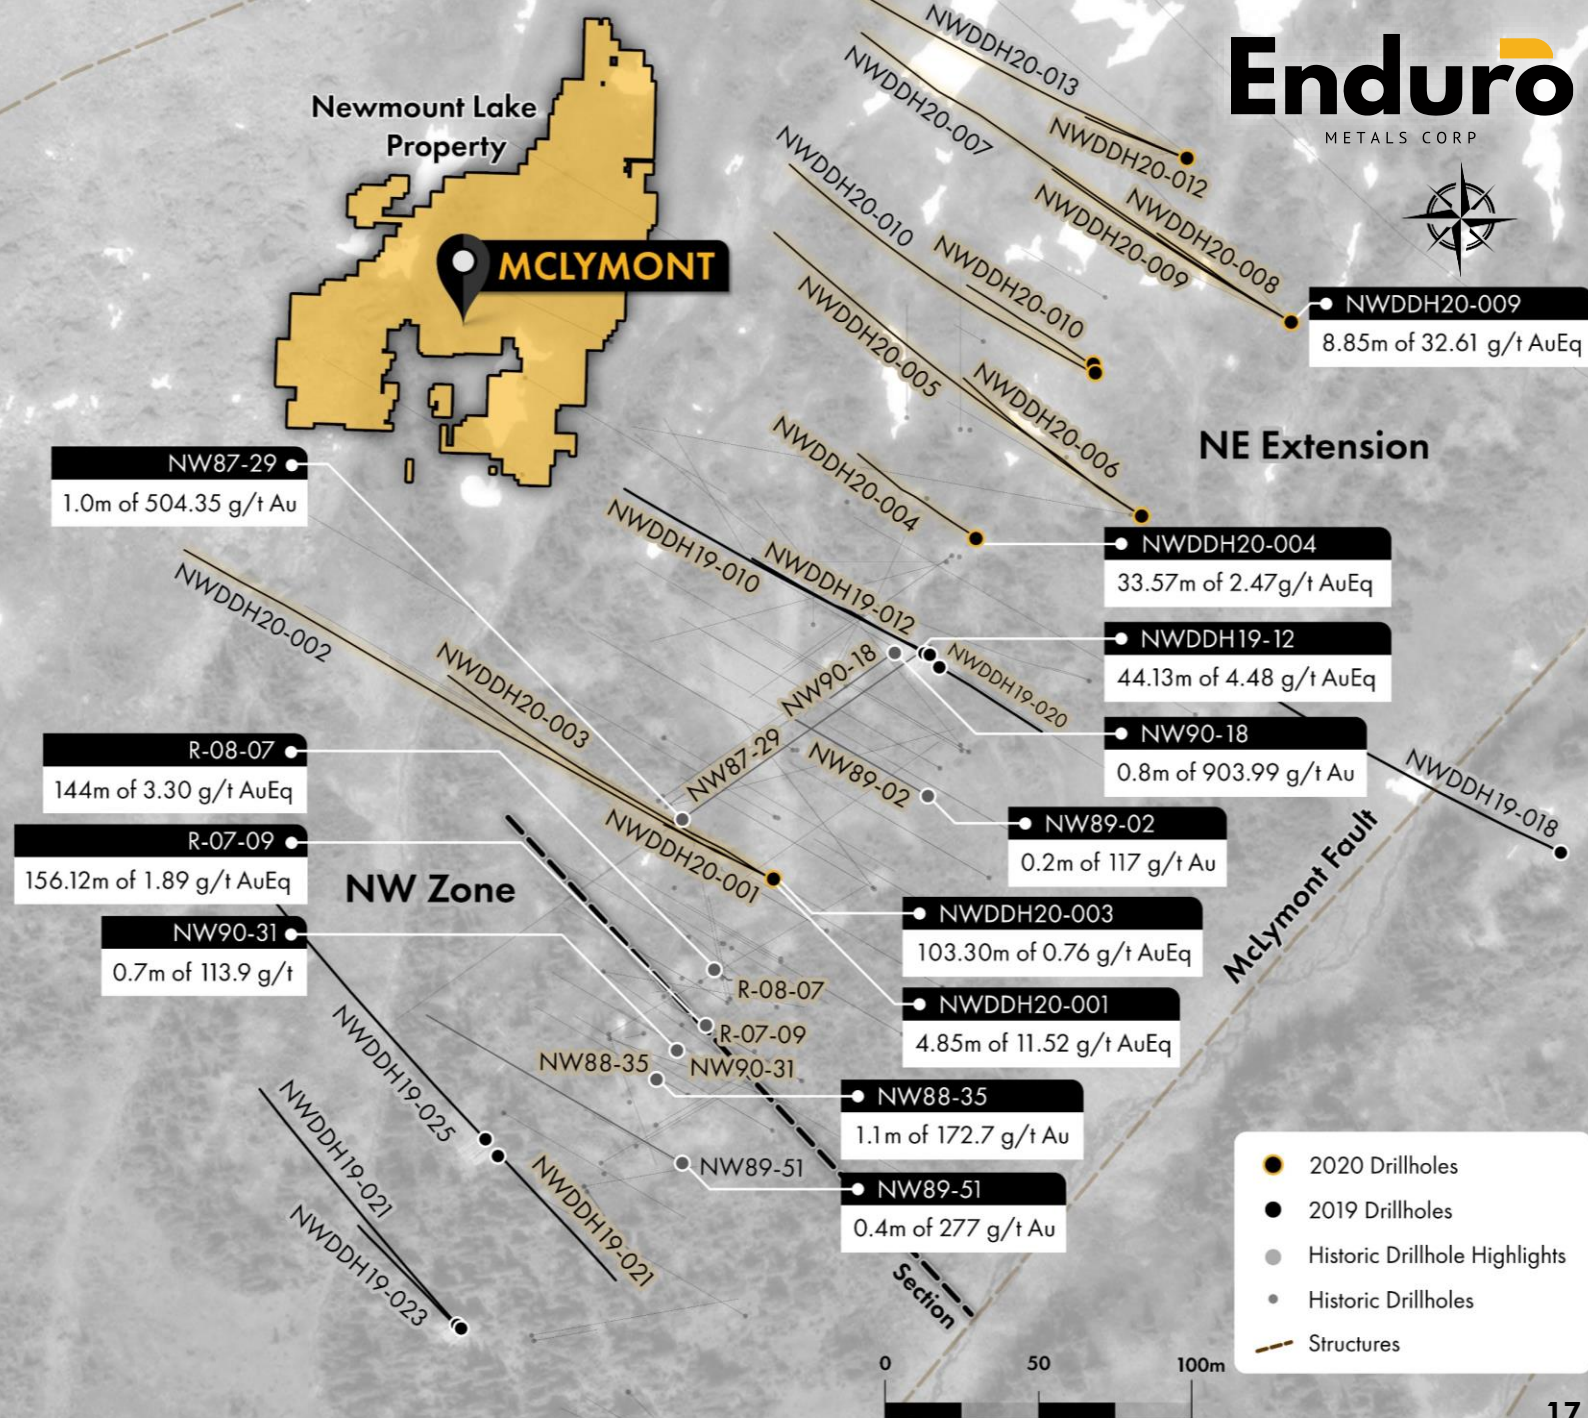 Enduro
METALS CORP
Newmount Lake
Property
MCLYMONT
NWDDH20-013
NWDDH20-012
NWDDH20-007
NWDDH20-008
NWDDH20-009
NWDDH20-009
8.85m of 32.61 g/t AuEq
NWDDH20-010
NWDDH20-010
NWDDH20-005
NWDDH20-006
NE Extension
NW87-29
1.0m of 504.35 g/t Au
NWDDH20-004
NWDDH20-004
33.57m of 2.47g/t AuEq
NWDDH19-010
NWDDH19-012
NWDDH19-12
44.13m of 4.48 g/t AuEq
NWDDH20-002
NWDDH20-003
NW90-18
NWDDH19-020
NW90-18
0.8m of 903.99 g/t Au
R-08-07
144m of 3.30 g/t AuEq
NW87-29
NW89-02
NWDDH19-018
NW89-02
0.2m of 117 g/t Au
R-07-09
156.12m of 1.89 g/t AuEq
NW Zone
NWDDH20-001
McLymont Fault
NWDDH20-003
103.30m of 0.76 g/t AuEq
NW90-31
0.7m of 113.9 g/t
R-08-07
NWDDH20-001
4.85m of 11.52 g/t AuEq
R-07-09
NW88-35
NW90-31
NWDDH19-025
NW88-35
1.1m of 172.7 g/t Au
NWDDH19-021
NW89-51
NW89-51
0.4m of 277 g/t Au
NWDDH19-021
NWDDH19-023
Section
2020 Drillholes
2019 Drillholes
Historic Drillhole Highlights
Historic Drillholes
Structures
0 50 100m
17